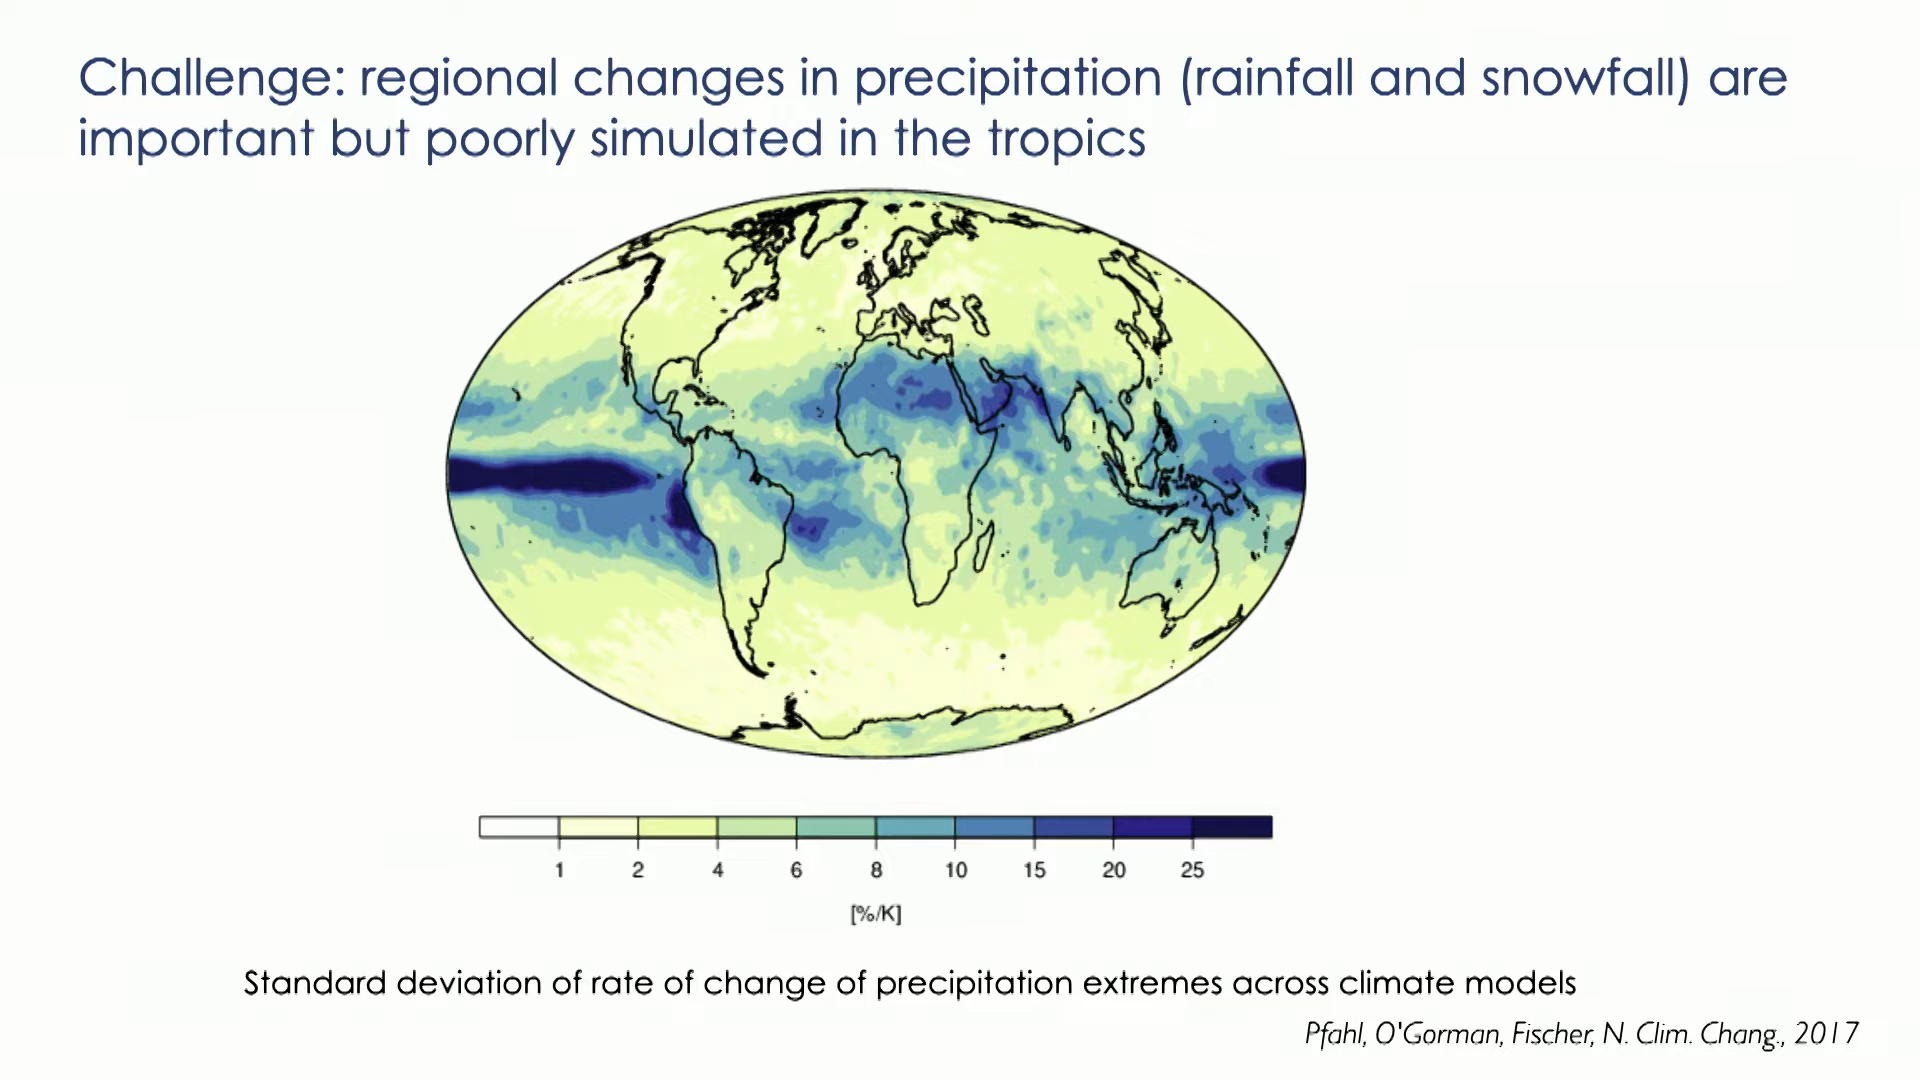 Challenge: regional changes in precipitation (rainfall and snowfall) are
important but poorly simulated in the tropics
1 2 4 6 8 10 15 20 25
[%/K]
Standard deviation of rate of change of precipitation extremes across climate models
Pfahl, O'Gorman, Fischer, N. Clim. Chang., 2017